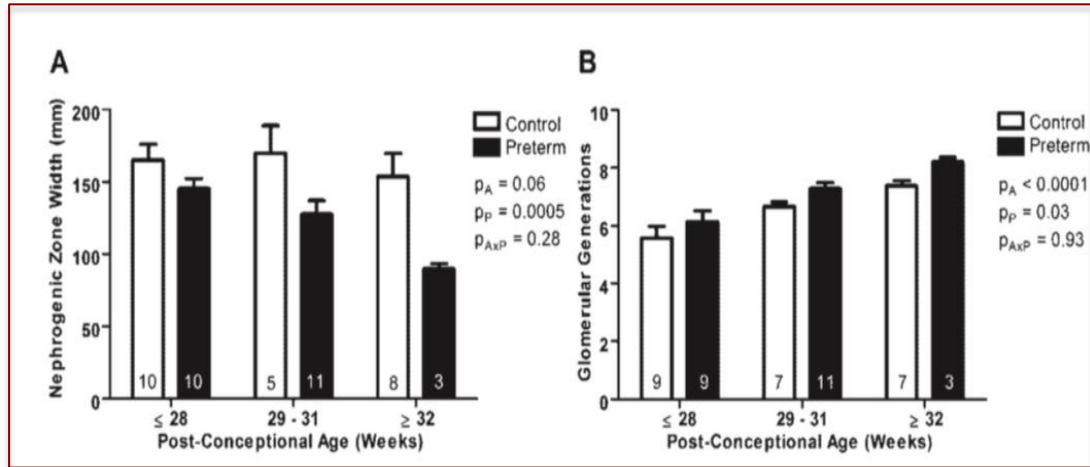 A
Nephrogenic Zone Width (mm)
200
150
100
50
0
10
10
5
11
8
3
≤ 28
29 - 31
≥ 32
Post-Conceptional Age (Weeks)
Control
Preterm
pA = 0.06
pP = 0.0005
pAxP = 0.28
B
Glomerular Generations
10
8
6
4
2
0
9
9
7
11
7
3
≤ 28
29 - 31
≥ 32
Post-Conceptional Age (Weeks)
Control
Preterm
pA < 0.0001
pP = 0.03
pAxP = 0.93